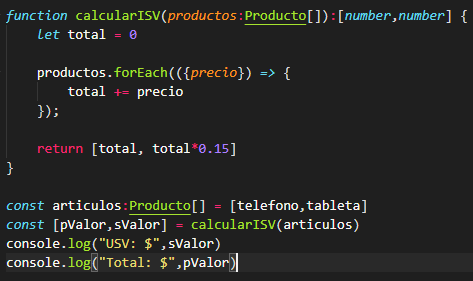 function calcularISV(productos:Producto[]):[number,number] {
let total = 0
productos.forEach(({precio}) => {
total += precio
});
return [total, total*0.15]
}
const articulos:Producto[] = [telefono,tableta]
const [pValor,sValor] = calcularISV(articulos)
console.log("USV: $",sValor)
console.log("Total: $",pValor)